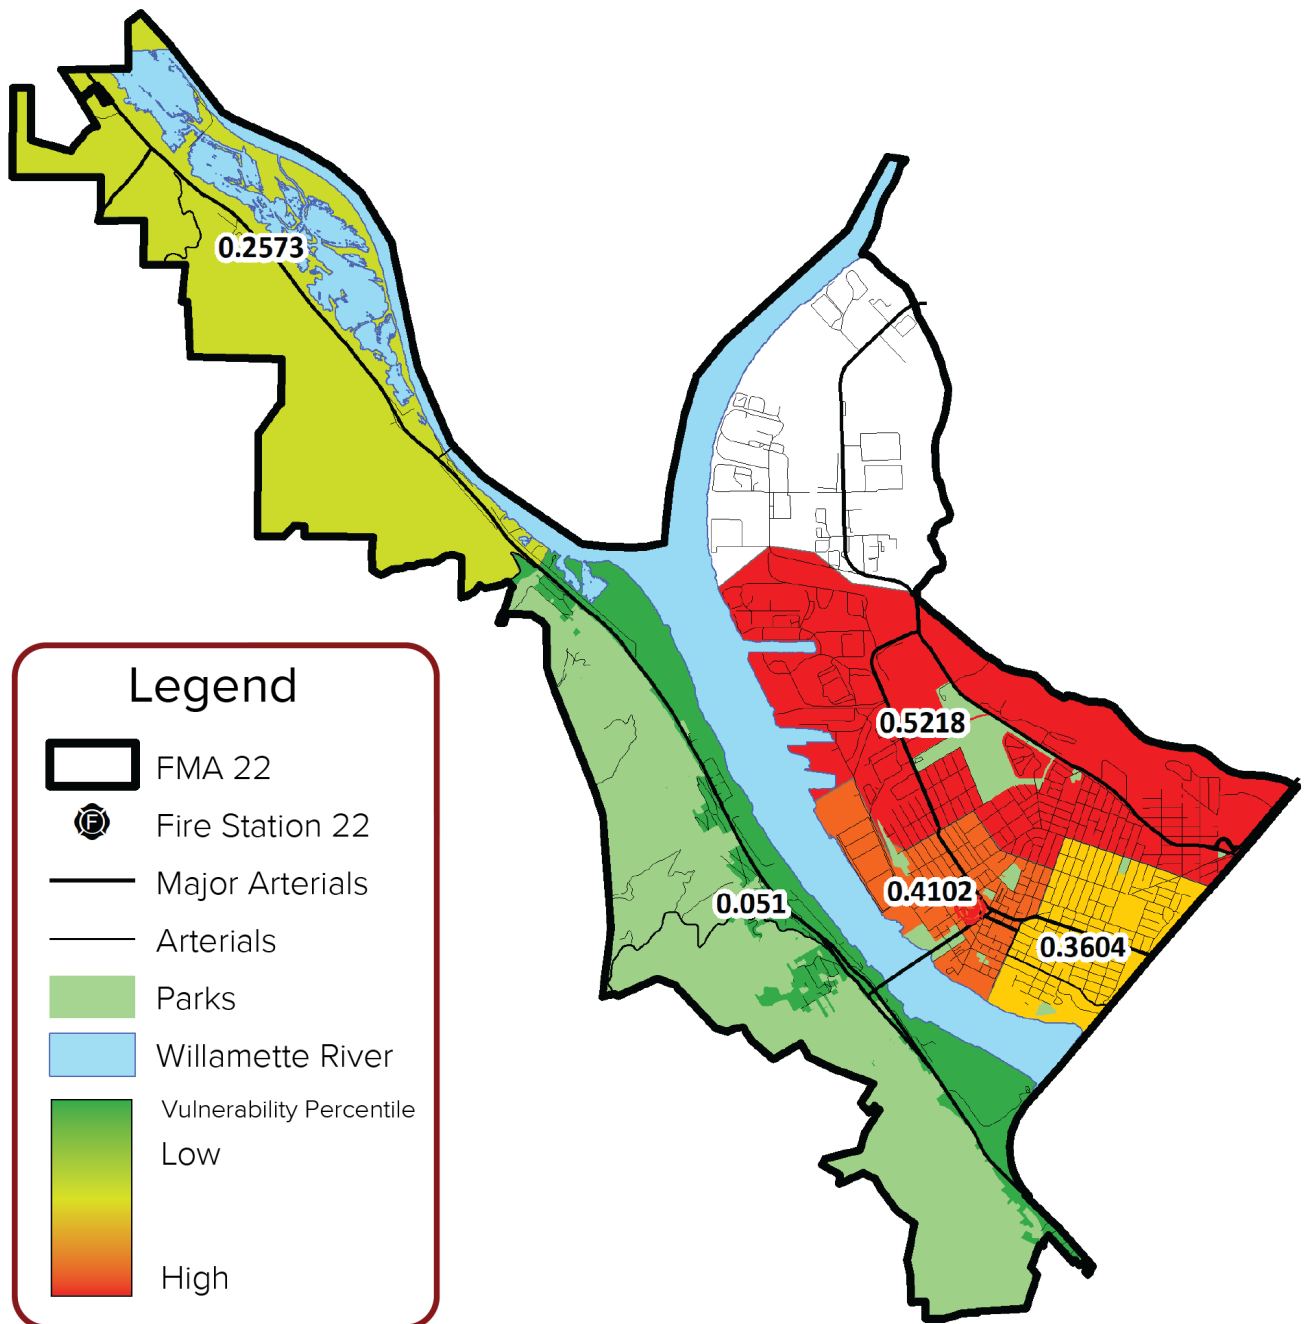 0.2573
0.5218
0.4102
0.051
0.3604
Legend
FMA 22
F
Fire Station 22
Major Arterials
Arterials
Parks
Willamette River
Vulnerability Percentile
Low
High